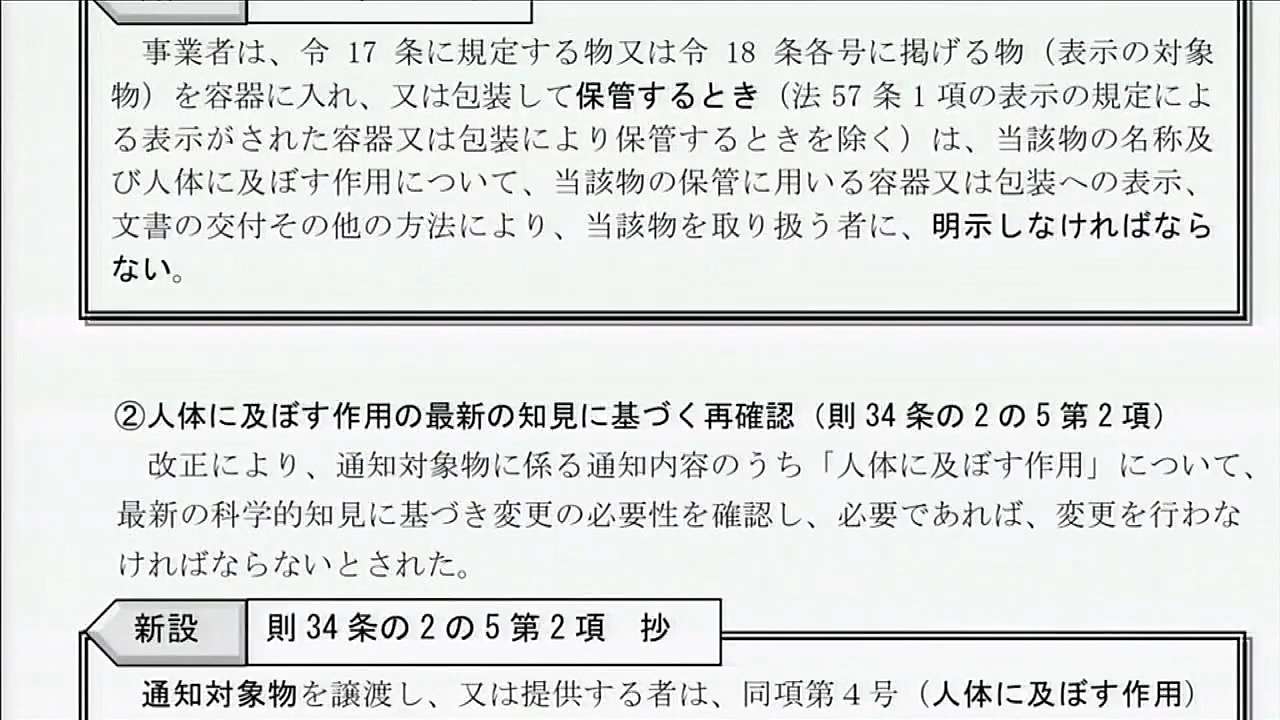 事業者は、令 17 条に規定する物又は令 18 条各号に掲げる物（表示の対象
物）を容器に入れ、又は包装して保管するとき（法 57 条 1 項の表示の規定によ
る表示がされた容器又は包装により保管するときを除く）は、当該物の名称及
び人体に及ぼす作用について、当該物の保管に用いる容器又は包装への表示、
文書の交付その他の方法により、当該物を取り扱う者に、明示しなければなら
ない。
②人体に及ぼす作用の最新の知見に基づく再確認（則 34 条の 2 の 5 第 2 項）
改正により、通知対象物に係る通知内容のうち「人体に及ぼす作用」について、
最新の科学的知見に基づき変更の必要性を確認し、必要であれば、変更を行わな
ければならないとされた。
新設 則 34 条の 2 の 5 第 2 項 抄
通知対象物を譲渡し、又は提供する者は、同項第 4 号（人体に及ぼす作用）